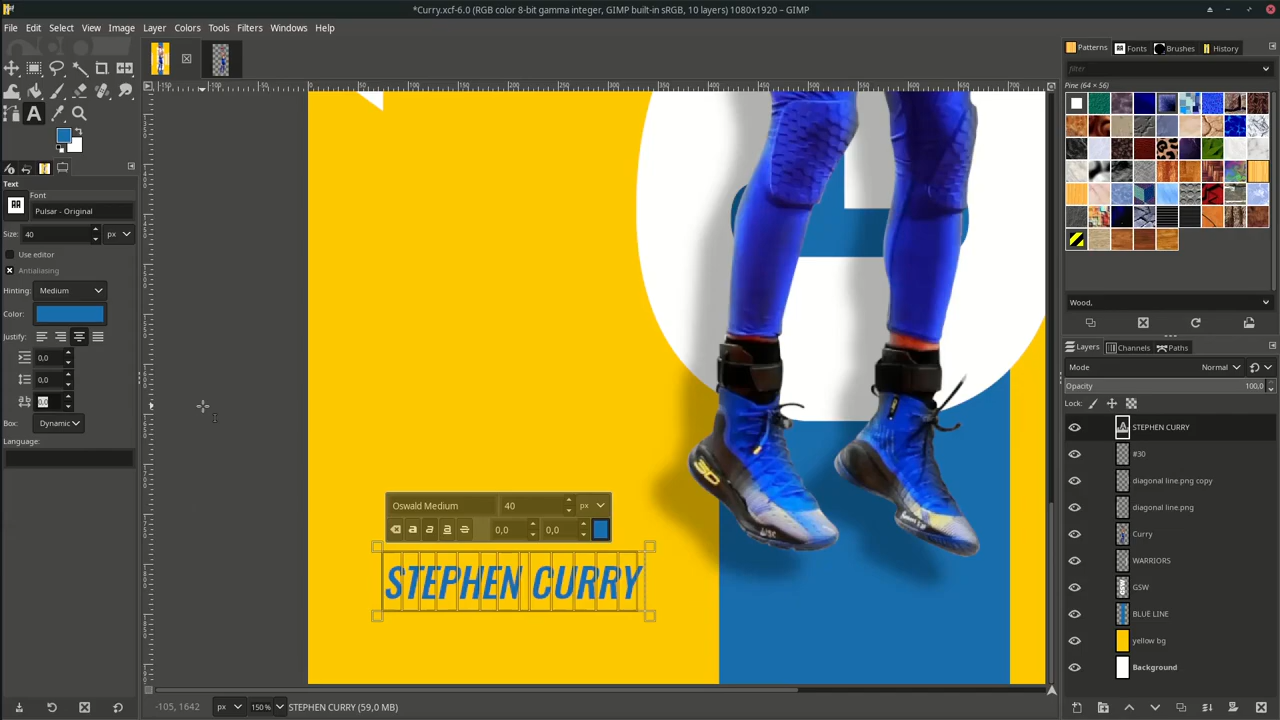 *Curry.xcf-6.0 (RGB color 8-bit gamma integer, GIMP built-in sRGB, 10 layers) 1080x1920 – GIMP
File Edit Select View Image Layer Colors Tools Filters Windows Help
Patterns Fonts Brushes History
filter
Pine (64 × 56)
Text
Font
Pulsar - Original
Size: 40 px
Use editor
Antialiasing
Hinting: Medium
Color:
Justify:
0,0
0,0
0,0
Box: Dynamic
Language:
Oswald Medium 40 px
0,0 0,0
STEPHEN CURRY
30
Wood,
Layers Channels Paths
Mode Normal
Opacity 100,0
Lock:
STEPHEN CURRY
#30
diagonal line.png copy
diagonal line.png
Curry
WARRIORS
GSW
BLUE LINE
yellow bg
Background
-105, 1642 px 150 % STEPHEN CURRY (59,0 MB)